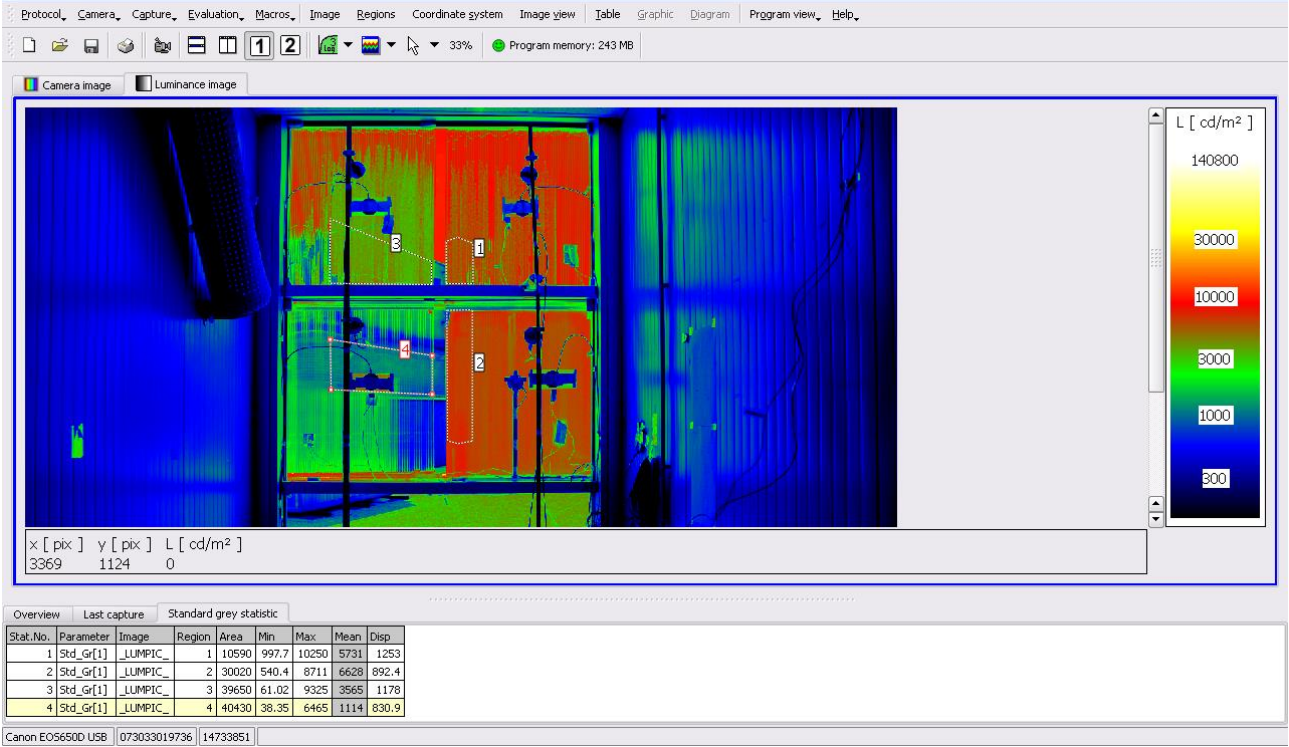 Protocol Camera Capture Evaluation Macros Image Regions Coordinate system Image view Table Graphic Diagram Program view Help
1 2 33% Program memory: 243 MB
Camera image Luminance image
L [ cd/m² ]
140800
30000
10000
3000
1000
300
3
1
4
2
x [ pix ] y [ pix ] L [ cd/m² ]
3369 1124 0
Overview Last capture Standard grey statistic
Stat.No. Parameter Image Region Area Min Max Mean Disp
1 Std_Gr[1] _LUMPIC_ 1 10590 997.7 10250 5731 1253
2 Std_Gr[1] _LUMPIC_ 2 30020 540.4 8711 6628 892.4
3 Std_Gr[1] _LUMPIC_ 3 39650 61.02 9325 3565 1178
4 Std_Gr[1] _LUMPIC_ 4 40430 38.35 6465 1114 830.9
Canon EOS650D USB 073033019736 14733851